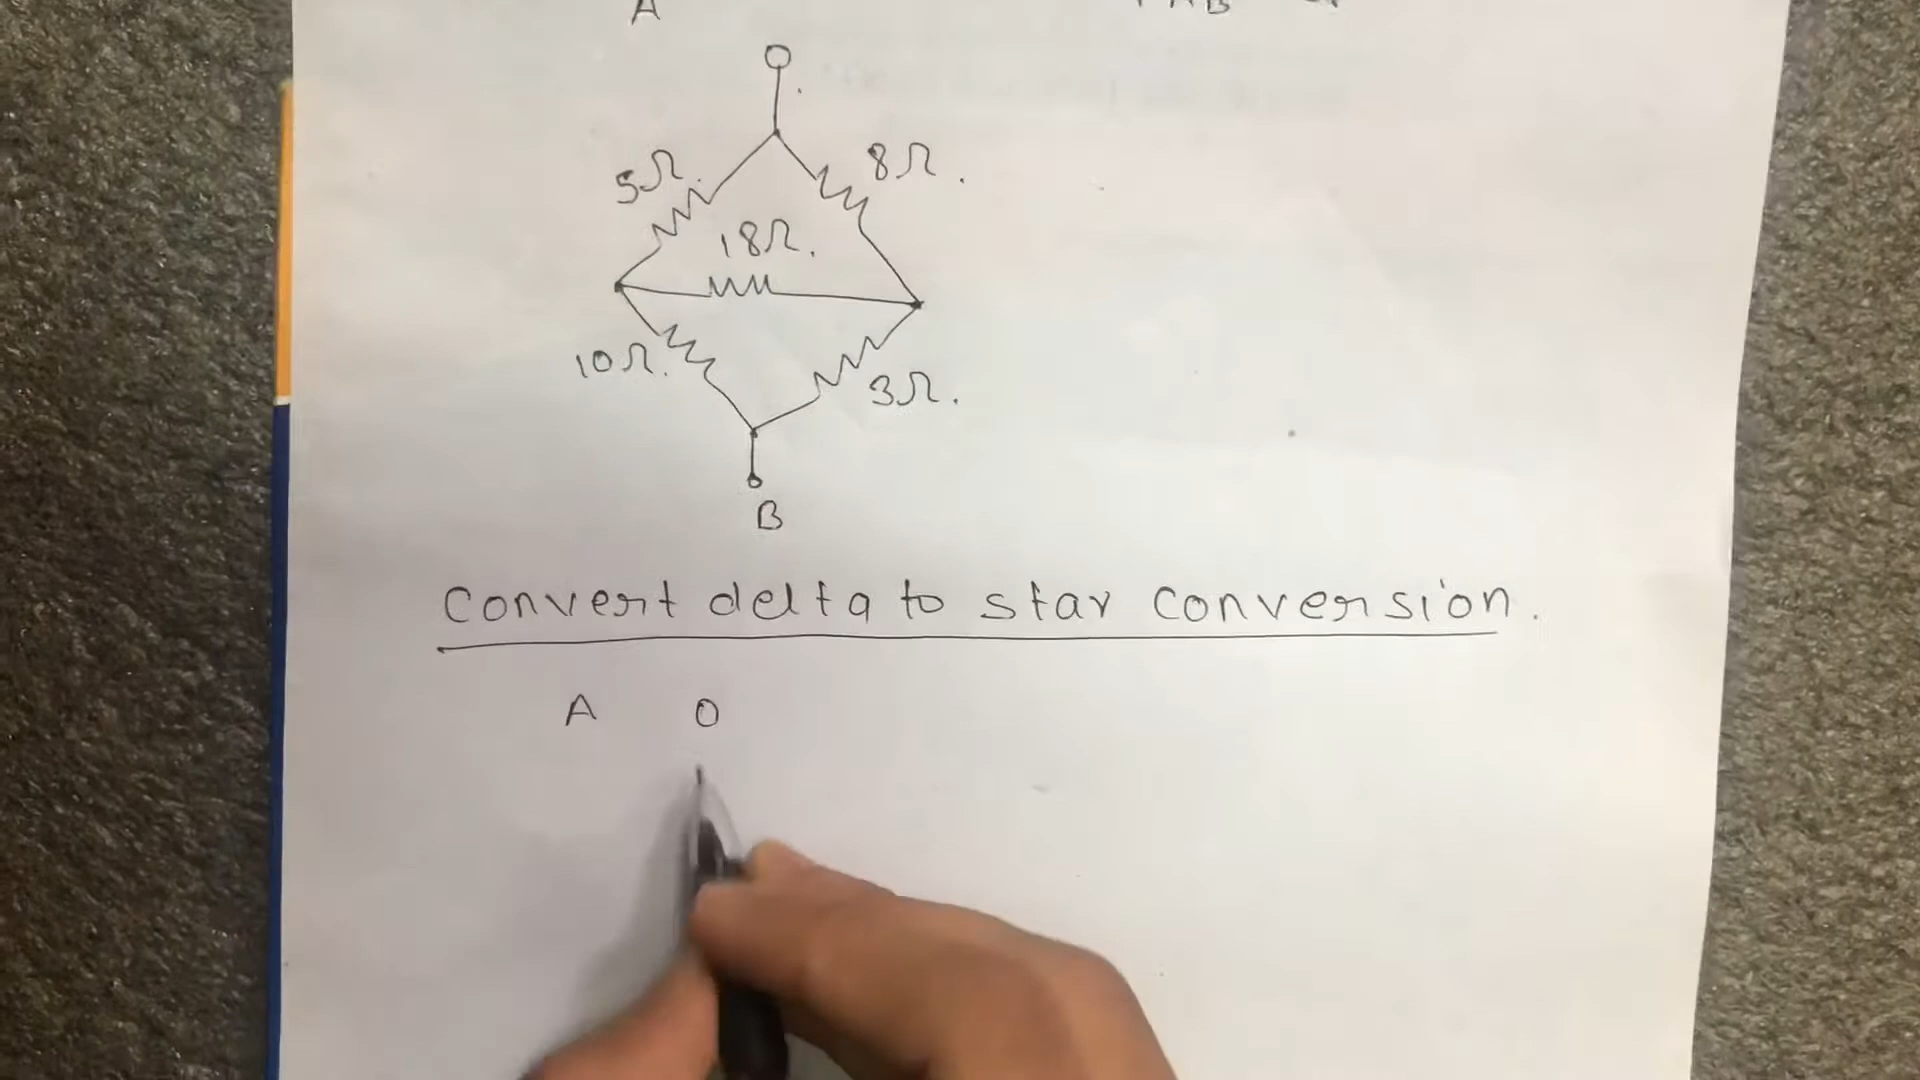 A
5Ω. 8Ω.
18Ω.
10Ω. 3Ω.
B
convert delta to star conversion.
A